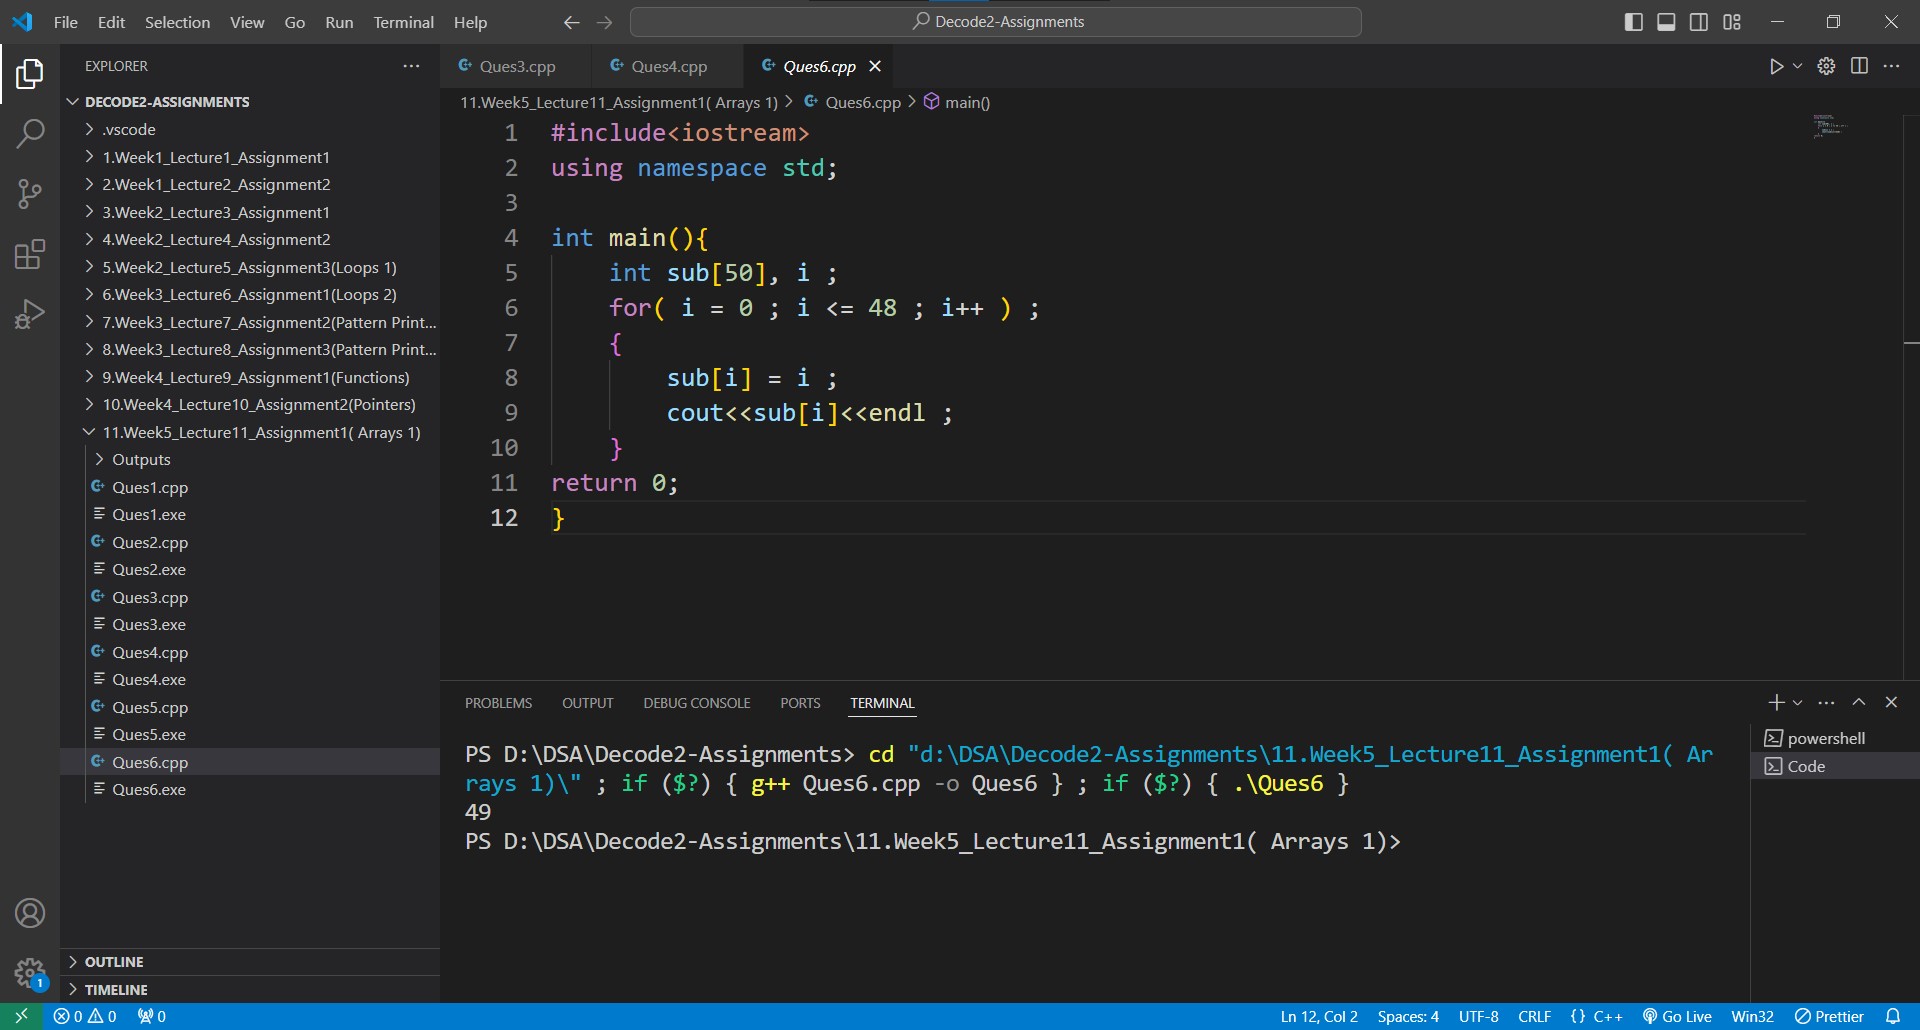 File Edit Selection View Go Run Terminal Help
Decode2-Assignments
EXPLORER
DECODE2-ASSIGNMENTS
.vscode
1.Week1_Lecture1_Assignment1
2.Week1_Lecture2_Assignment2
3.Week2_Lecture3_Assignment1
4.Week2_Lecture4_Assignment2
5.Week2_Lecture5_Assignment3(Loops 1)
6.Week3_Lecture6_Assignment1(Loops 2)
7.Week3_Lecture7_Assignment2(Pattern Print...
8.Week3_Lecture8_Assignment3(Pattern Print...
9.Week4_Lecture9_Assignment1(Functions)
10.Week4_Lecture10_Assignment2(Pointers)
11.Week5_Lecture11_Assignment1( Arrays 1)
Outputs
Ques1.cpp
Ques1.exe
Ques2.cpp
Ques2.exe
Ques3.cpp
Ques3.exe
Ques4.cpp
Ques4.exe
Ques5.cpp
Ques5.exe
Ques6.cpp
Ques6.exe
OUTLINE
TIMELINE
1
Ques3.cpp Ques4.cpp Ques6.cpp
11.Week5_Lecture11_Assignment1( Arrays 1) > Ques6.cpp > main()
1 #include<iostream>
2 using namespace std;
3
4 int main(){
5 int sub[50], i ;
6 for( i = 0 ; i <= 48 ; i++ ) ;
7 {
8 sub[i] = i ;
9 cout<<sub[i]<<endl ;
10 }
11 return 0;
12 }
PROBLEMS OUTPUT DEBUG CONSOLE PORTS TERMINAL
PS D:\DSA\Decode2-Assignments> cd "d:\DSA\Decode2-Assignments\11.Week5_Lecture11_Assignment1( Ar
rays 1)\" ; if ($?) { g++ Ques6.cpp -o Ques6 } ; if ($?) { .\Ques6 }
49
PS D:\DSA\Decode2-Assignments\11.Week5_Lecture11_Assignment1( Arrays 1)>
powershell
Code
0 0 0 Ln 12, Col 2 Spaces: 4 UTF-8 CRLF {} C++ Go Live Win32 Prettier